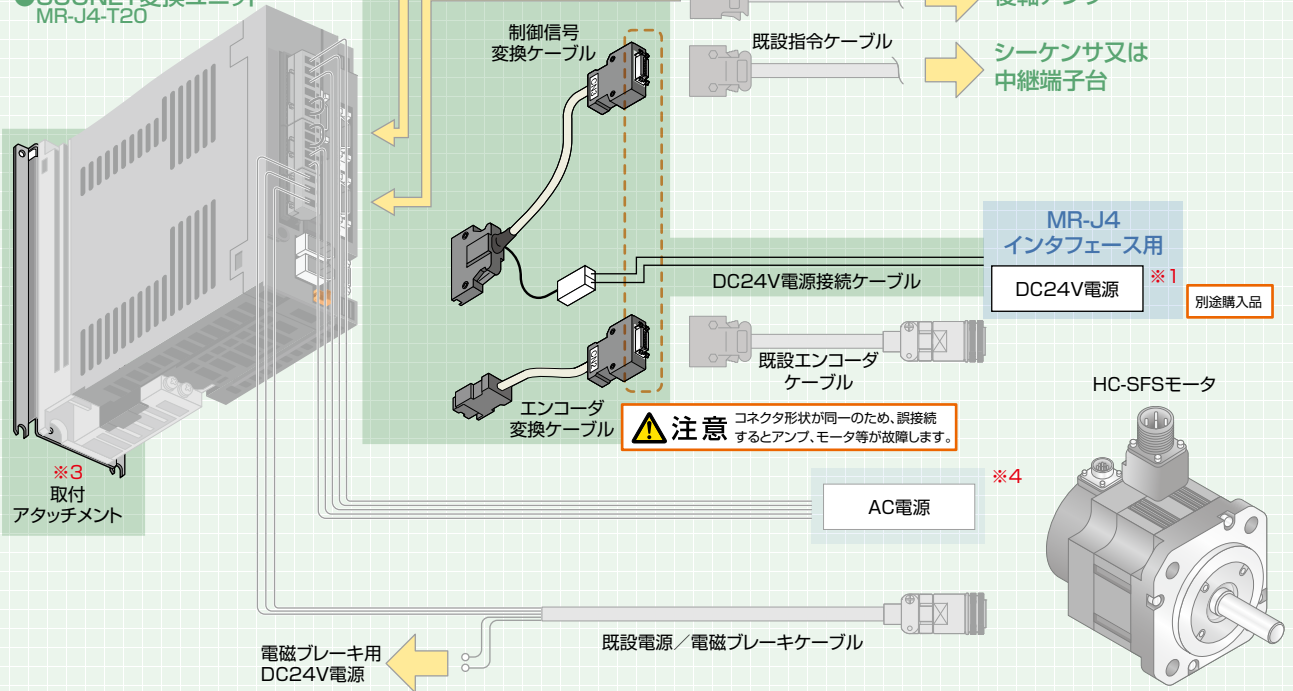 MR-J4-T20
制御信号
変換ケーブル
既設指令ケーブル
シーケンサ又は
中継端子台
CN1
MR-J4
インタフェース用
DC24V電源接続ケーブル
DC24V電源
※1
別途購入品
既設エンコーダ
ケーブル
CN2
エンコーダ
変換ケーブル
注意
コネクタ形状が同一のため、誤接続
するとアンプ、モータ等が故障します。
HC-SFSモータ
※3
取付
アタッチメント
※4
AC電源
既設電源／電磁ブレーキケーブル
電磁ブレーキ用
DC24V電源